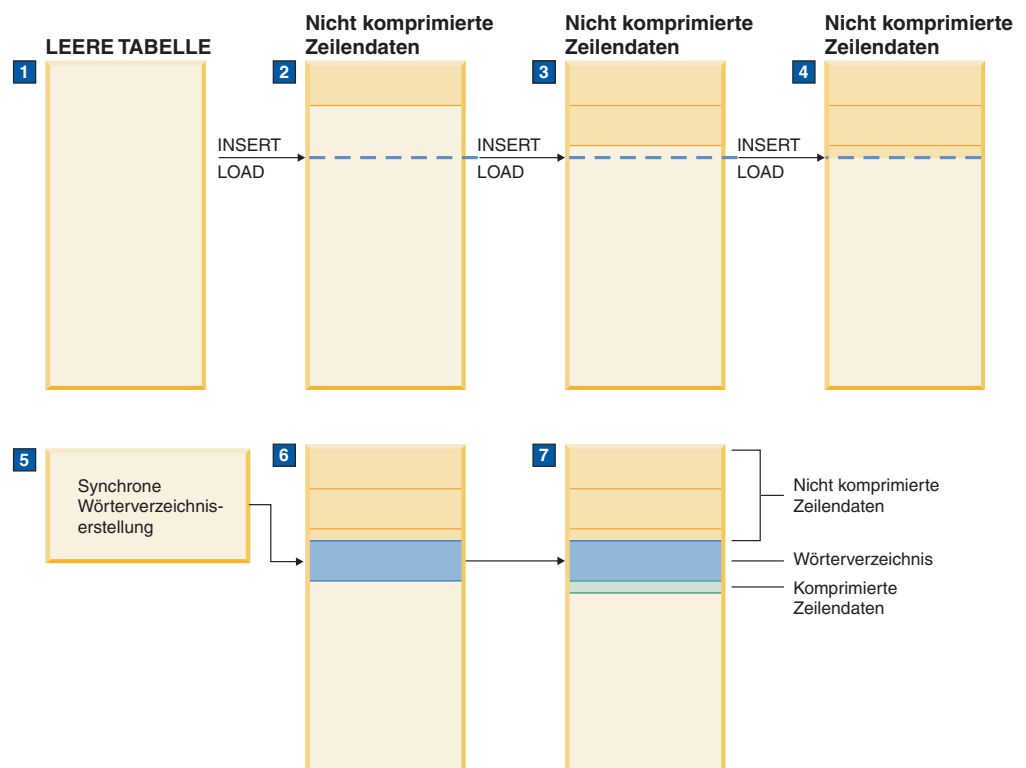 LEERE TABELLE
Nicht komprimierte
Zeilendaten
Nicht komprimierte
Zeilendaten
Nicht komprimierte
Zeilendaten
1
2
3
4
INSERT
LOAD
INSERT
LOAD
INSERT
LOAD
5
Synchrone
Wörterverzeichnis-
erstellung
6
7
Nicht komprimierte
Zeilendaten
Wörterverzeichnis
Komprimierte
Zeilendaten